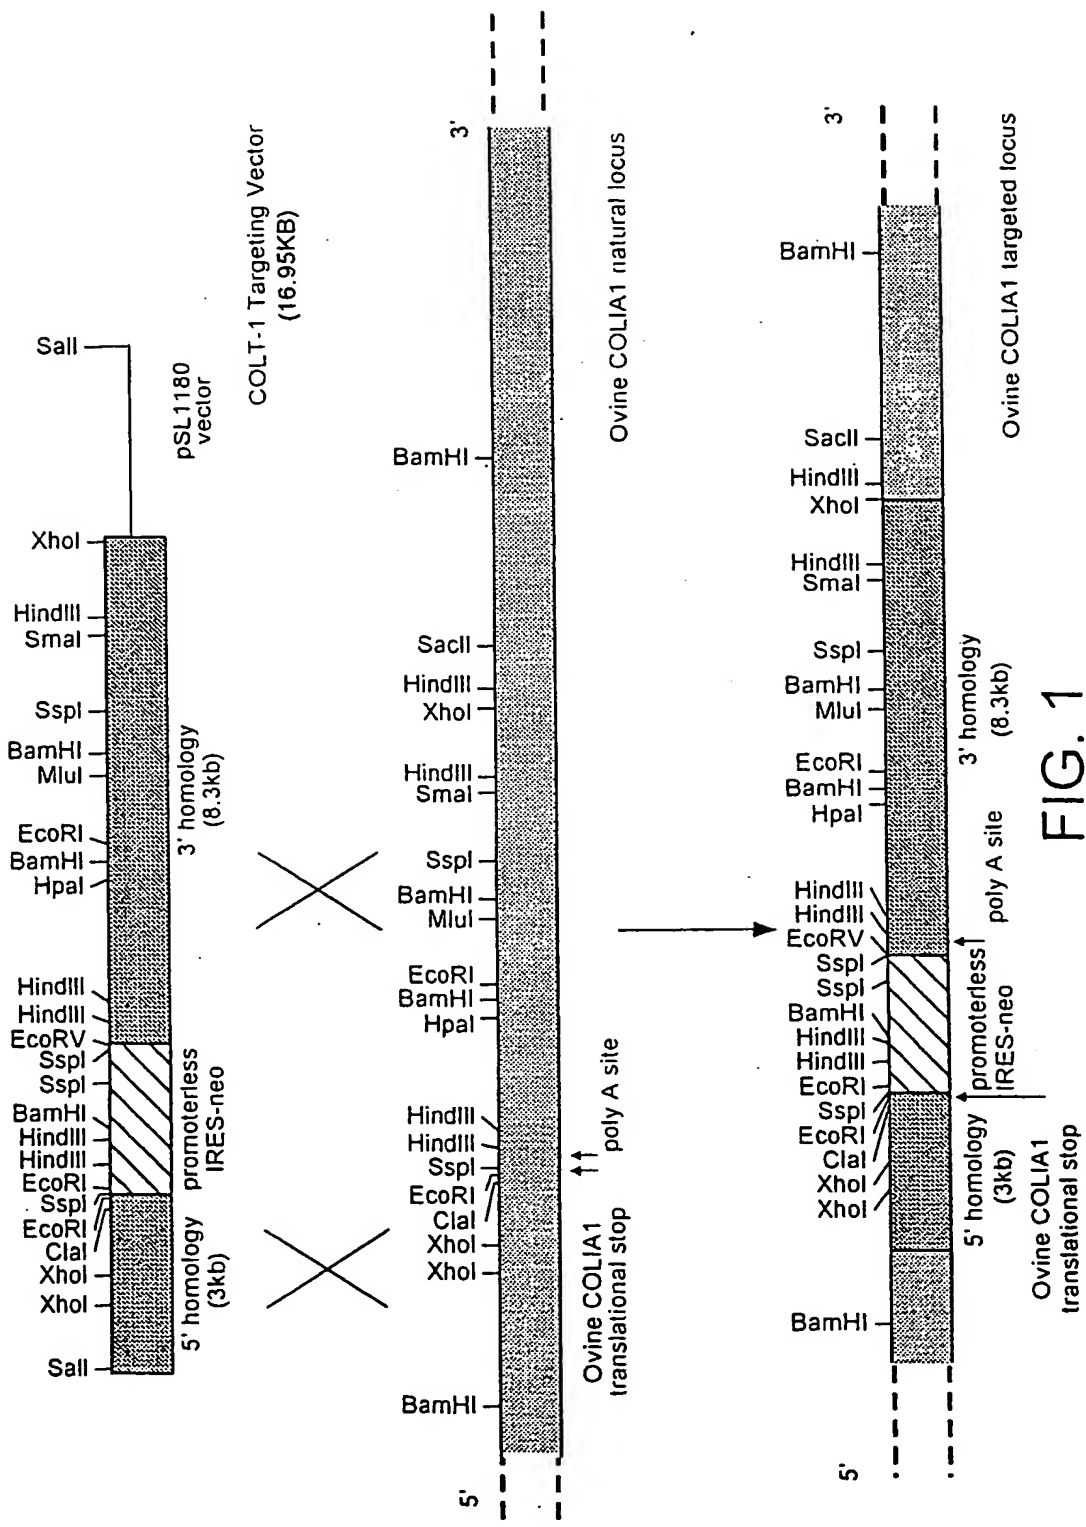 SalI
XhoI
XhoI
ClaI
EcoRI
SspI
EcoRI
HindIII
HindIII
BamHI
SspI
SspI
EcoRV
HindIII
HindIII
HpaI
BamHI
EcoRI
MluI
BamHI
SspI
SmaI
HindIII
XhoI
SalI
5' homology
(3kb)
promoterless
IRES-neo
3' homology
(8.3kb)
pSL1180
vector
COLT-1 Targeting Vector
(16.95KB)
5'
BamHI
XhoI
XhoI
ClaI
EcoRI
SspI
HindIII
HindIII
HpaI
BamHI
EcoRI
MluI
BamHI
SspI
SmaI
HindIII
XhoI
HindIII
SacII
BamHI
3'
Ovine COLIA1
translational stop
poly A site
Ovine COLIA1 natural locus
5'
BamHI
XhoI
XhoI
ClaI
EcoRI
SspI
EcoRI
HindIII
HindIII
BamHI
SspI
SspI
EcoRV
HindIII
HindIII
HpaI
BamHI
EcoRI
MluI
BamHI
SspI
SmaI
HindIII
XhoI
HindIII
SacII
BamHI
3'
5' homology
(3kb)
promoterless
IRES-neo
poly A site
3' homology
(8.3kb)
Ovine COLIA1 targeted locus
Ovine COLIA1
translational stop
FIG. 1